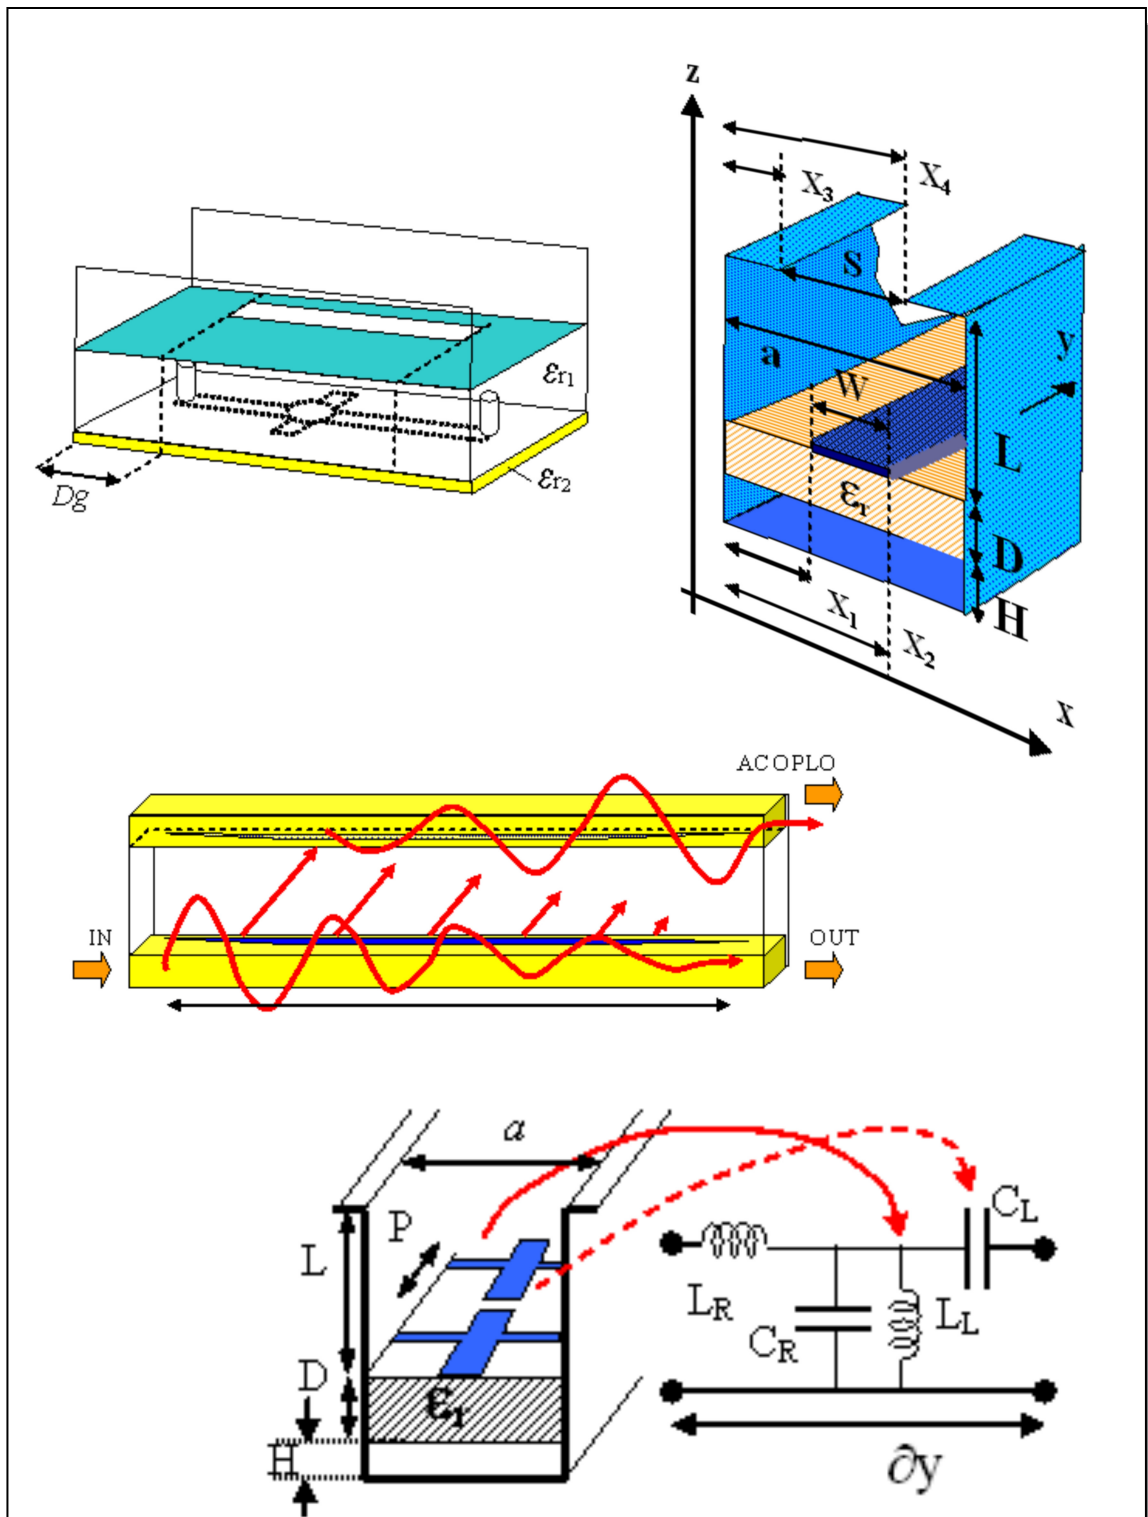 z
X₃
X₄
S
a
W
y
εr1
εr2
Dg
L
εr
D
H
X₁
X₂
X
ACOPLO
IN
OUT
a
P
L
D
εr
H
LR
CR
LL
CL
∂y